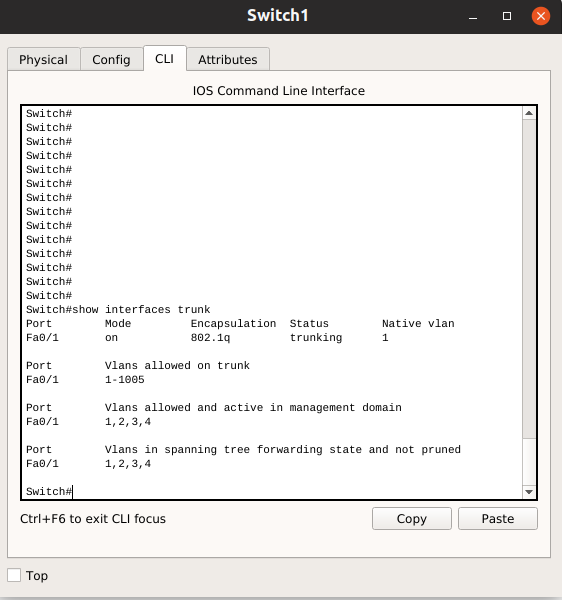 Switch1
Physical Config CLI Attributes
IOS Command Line Interface
Switch#
Switch#
Switch#
Switch#
Switch#
Switch#
Switch#
Switch#
Switch#
Switch#
Switch#
Switch#
Switch#
Switch#
Switch#show interfaces trunk
Port Mode Encapsulation Status Native vlan
Fa0/1 on 802.1q trunking 1
Port Vlans allowed on trunk
Fa0/1 1-1005
Port Vlans allowed and active in management domain
Fa0/1 1,2,3,4
Port Vlans in spanning tree forwarding state and not pruned
Fa0/1 1,2,3,4
Switch#
Ctrl+F6 to exit CLI focus Copy Paste
Top